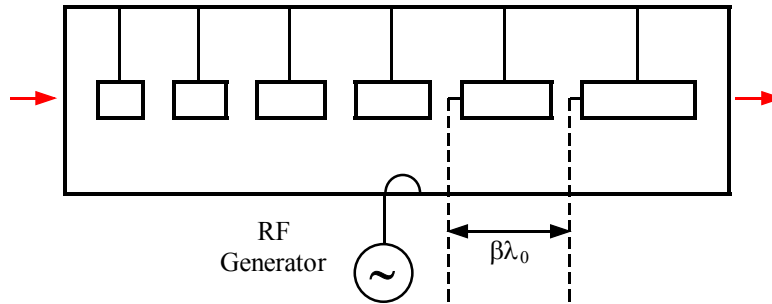 RF
Generator
~
βλ₀